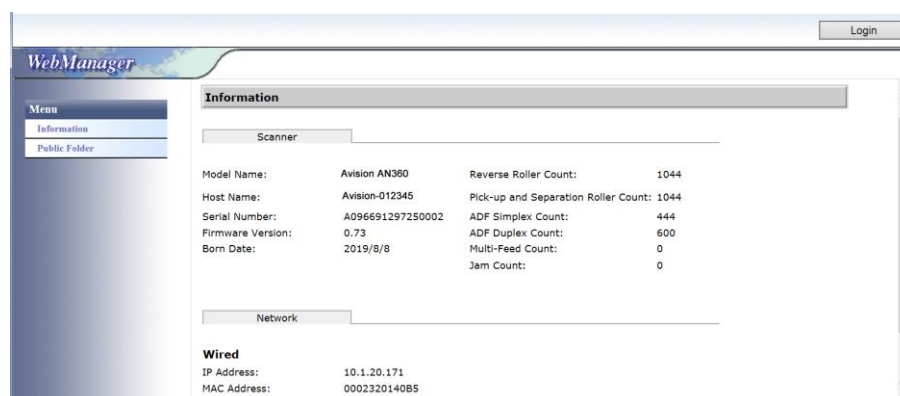 Login
WebManager
Menu
Information
Public Folder
Information
Scanner
Model Name: Avision AN360 Reverse Roller Count: 1044
Host Name: Avision-012345 Pick-up and Separation Roller Count: 1044
Serial Number: A096691297250002 ADF Simplex Count: 444
Firmware Version: 0.73 ADF Duplex Count: 600
Born Date: 2019/8/8 Multi-Feed Count: 0
Jam Count: 0
Network
Wired
IP Address: 10.1.20.171
MAC Address: 0002320140B5